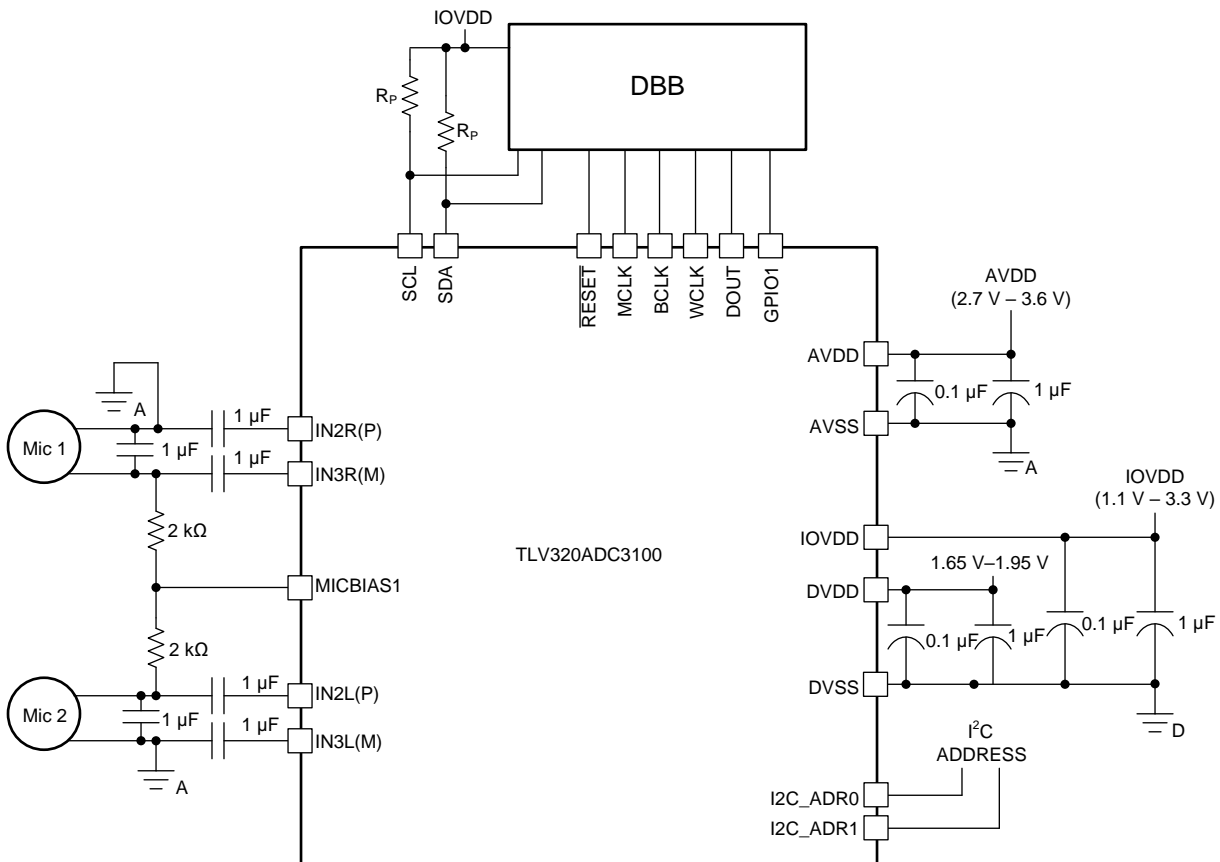 IOVDD
DBB
RP
RP
SCL
SDA
RESET
MCLK
BCLK
WCLK
DOUT
GPIO1
AVDD
(2.7 V – 3.6 V)
AVDD
0.1 µF
1 µF
AVSS
A
A
1 µF
IN2R(P)
Mic 1
1 µF
1 µF
IN3R(M)
2 kΩ
TLV320ADC3100
MICBIAS1
2 kΩ
1 µF
IN2L(P)
Mic 2
1 µF
1 µF
IN3L(M)
A
IOVDD
(1.1 V – 3.3 V)
IOVDD
1.65 V–1.95 V
DVDD
0.1 µF
1 µF
0.1 µF
1 µF
DVSS
D
I2C
ADDRESS
I2C_ADR0
I2C_ADR1